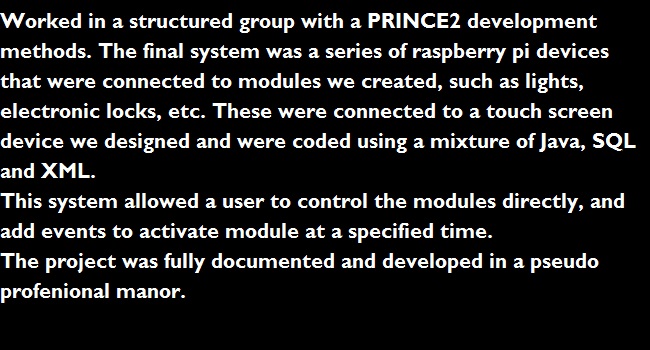 Worked in a structured group with a PRINCE2 development
methods. The final system was a series of raspberry pi devices
that were connected to modules we created, such as lights,
electronic locks, etc. These were connected to a touch screen
device we designed and were coded using a mixture of Java, SQL
and XML.
This system allowed a user to control the modules directly, and
add events to activate module at a specified time.
The project was fully documented and developed in a pseudo
profenional manor.